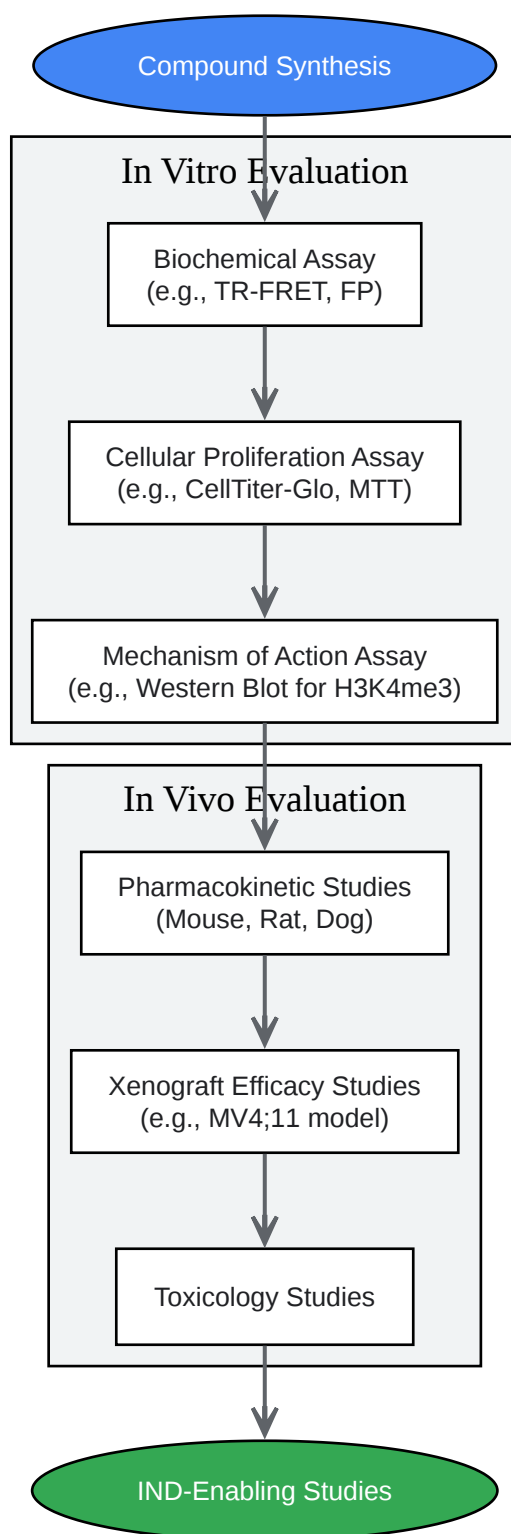 Compound Synthesis
In Vitro Evaluation
Biochemical Assay
(e.g., TR-FRET, FP)
Cellular Proliferation Assay
(e.g., CellTiter-Glo, MTT)
Mechanism of Action Assay
(e.g., Western Blot for H3K4me3)
In Vivo Evaluation
Pharmacokinetic Studies
(Mouse, Rat, Dog)
Xenograft Efficacy Studies
(e.g., MV4;11 model)
Toxicology Studies
IND-Enabling Studies